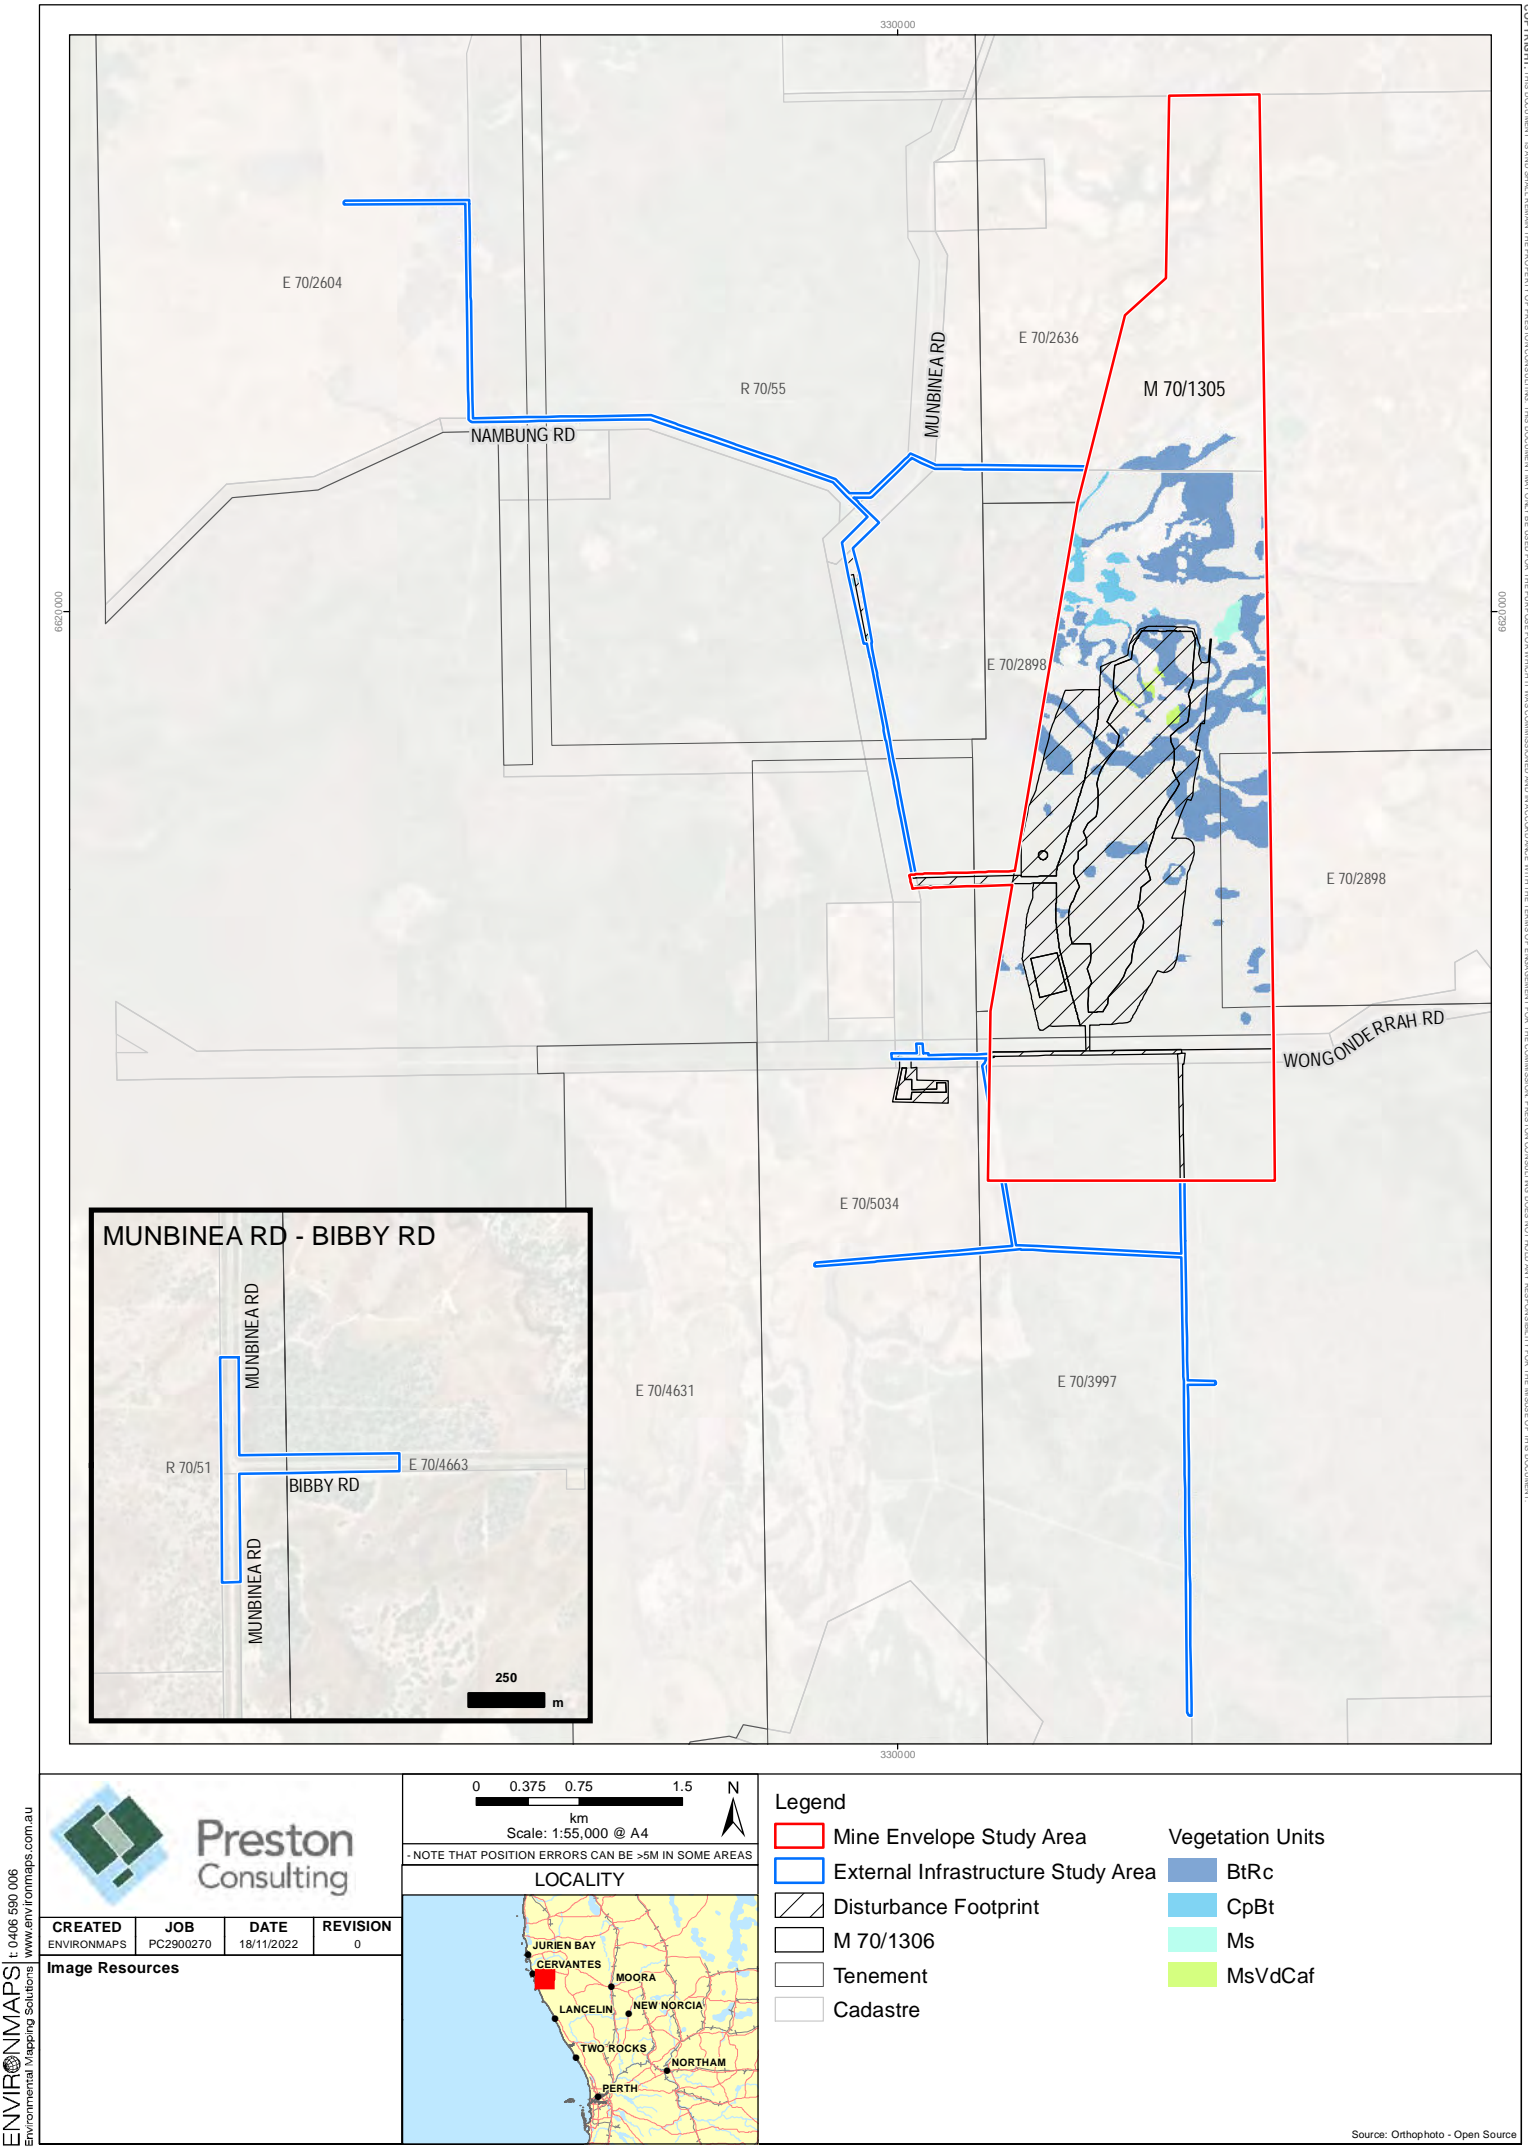 330000
E 70/2604
R 70/55
MUNBINEA RD
E 70/2636
M 70/1305
NAMBUNG RD
6620000
6620000
E 70/2898
E 70/2898
WONGONDERRAH RD
E 70/5034
E 70/4631
E 70/3997
MUNBINEA RD - BIBBY RD
MUNBINEA RD
R 70/51
E 70/4663
BIBBY RD
MUNBINEA RD
250
m
330000
Preston
Consulting
CREATED
JOB
DATE
REVISION
ENVIRONMAPS
PC2900270
18/11/2022
0
Image Resources
0 0.375 0.75 1.5
km
Scale: 1:55,000 @ A4
N
- NOTE THAT POSITION ERRORS CAN BE >5M IN SOME AREAS
LOCALITY
JURIEN BAY
CERVANTES
MOORA
LANCELIN
NEW NORCIA
TWO ROCKS
NORTHAM
PERTH
Legend
Mine Envelope Study Area
External Infrastructure Study Area
Disturbance Footprint
M 70/1306
Tenement
Cadastre
Vegetation Units
BtRc
CpBt
Ms
MsVdCaf
Source: Orthophoto - Open Source
ENVIRONMAPS
Environmental Mapping Solutions
t: 0406 590 006
www.environmaps.com.au